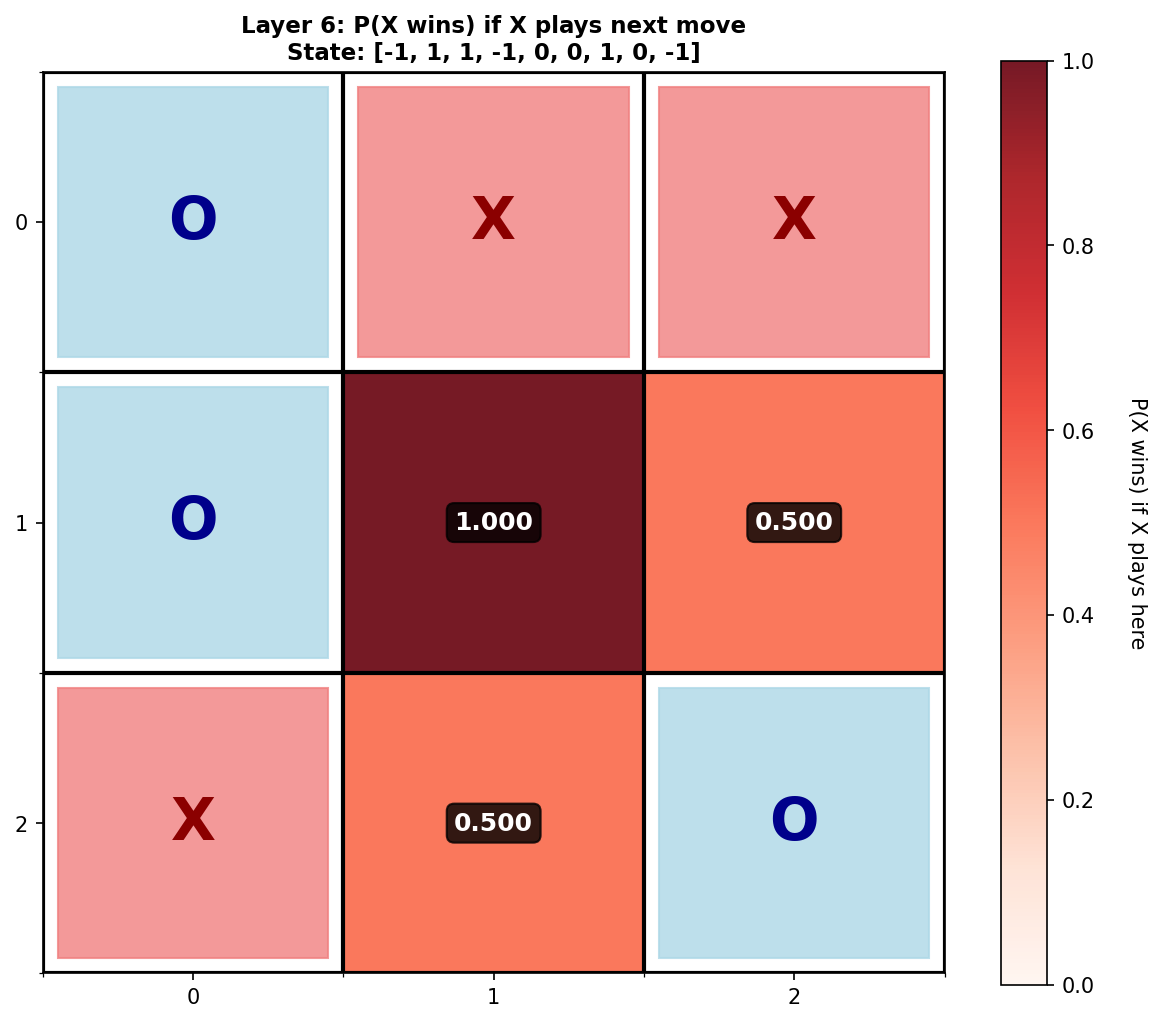 Layer 6: P(X wins) if X plays next move
State: [-1, 1, 1, -1, 0, 0, 1, 0, -1]
O X X
O 1.000 0.500
X 0.500 O
0
1
2
0 1 2
1.0
0.8
0.6
0.4
0.2
0.0
P(X wins) if X plays here